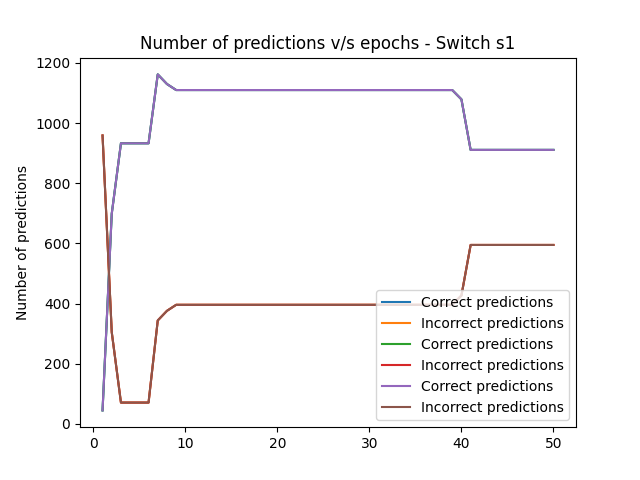 Number of predictions v/s epochs - Switch s1
Number of predictions
1200
1000
800
600
400
200
0
0 10 20 30 40 50
Correct predictions
Incorrect predictions
Correct predictions
Incorrect predictions
Correct predictions
Incorrect predictions